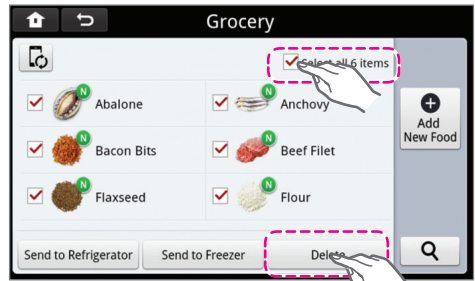 Grocery
Select all 6 items
N
Abalone
N
Anchovy
N
Bacon Bits
N
Beef Filet
N
Flaxseed
N
Flour
Add
New Food
Send to Refrigerator
Send to Freezer
Delete